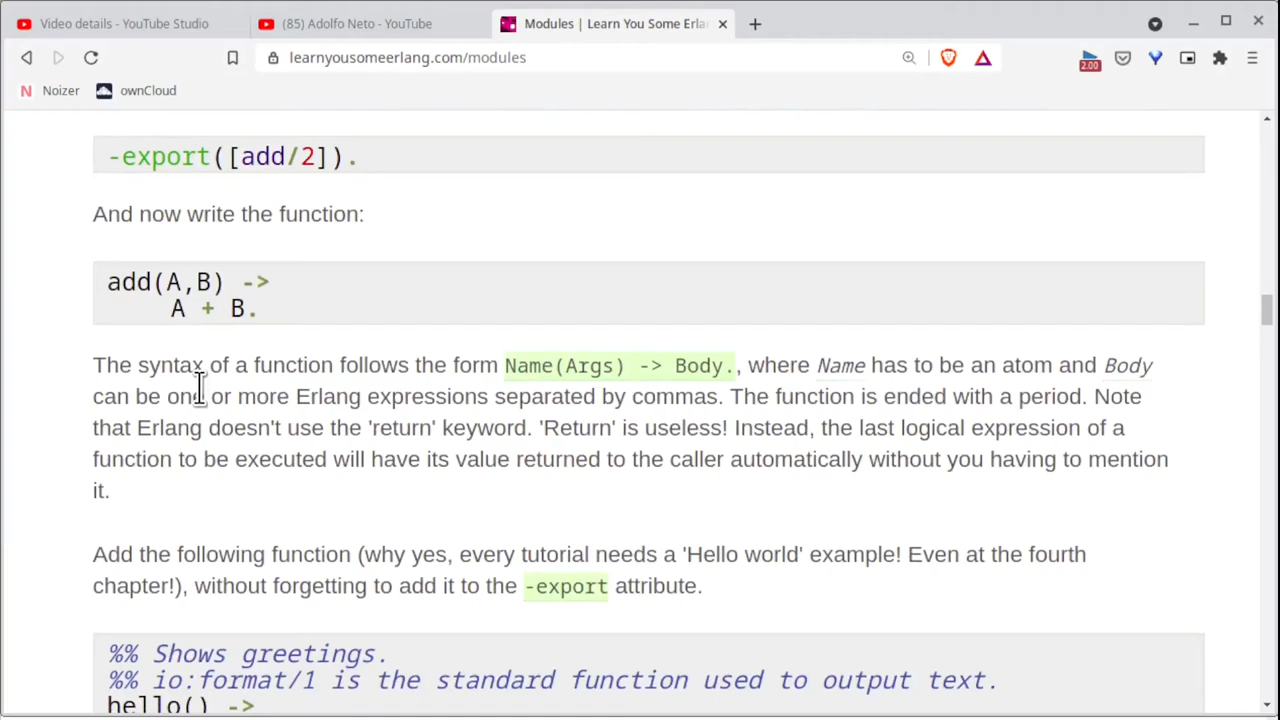 Video details - YouTube Studio
(85) Adolfo Neto - YouTube
Modules | Learn You Some Erla
learnyousomeerlang.com/modules
2.00
N Noizer
ownCloud
-export([add/2]).
And now write the function:
add(A,B) ->
A + B.
The syntax of a function follows the form Name(Args) -> Body., where Name has to be an atom and Body
can be one or more Erlang expressions separated by commas. The function is ended with a period. Note
that Erlang doesn't use the 'return' keyword. 'Return' is useless! Instead, the last logical expression of a
function to be executed will have its value returned to the caller automatically without you having to mention
it.
Add the following function (why yes, every tutorial needs a 'Hello world' example! Even at the fourth
chapter!), without forgetting to add it to the -export attribute.
%% Shows greetings.
%% io:format/1 is the standard function used to output text.
hello() ->